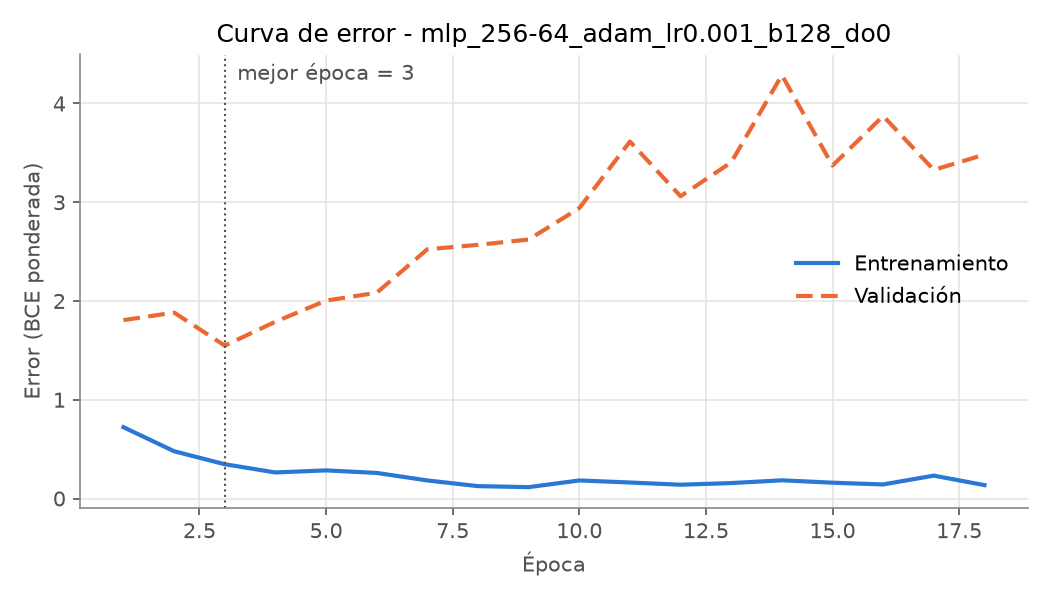 Curva de error - mlp_256-64_adam_lr0.001_b128_do0
mejor época = 3
4
3
2
1
0
Error (BCE ponderada)
Entrenamiento
Validación
2.5 5.0 7.5 10.0 12.5 15.0 17.5
Época